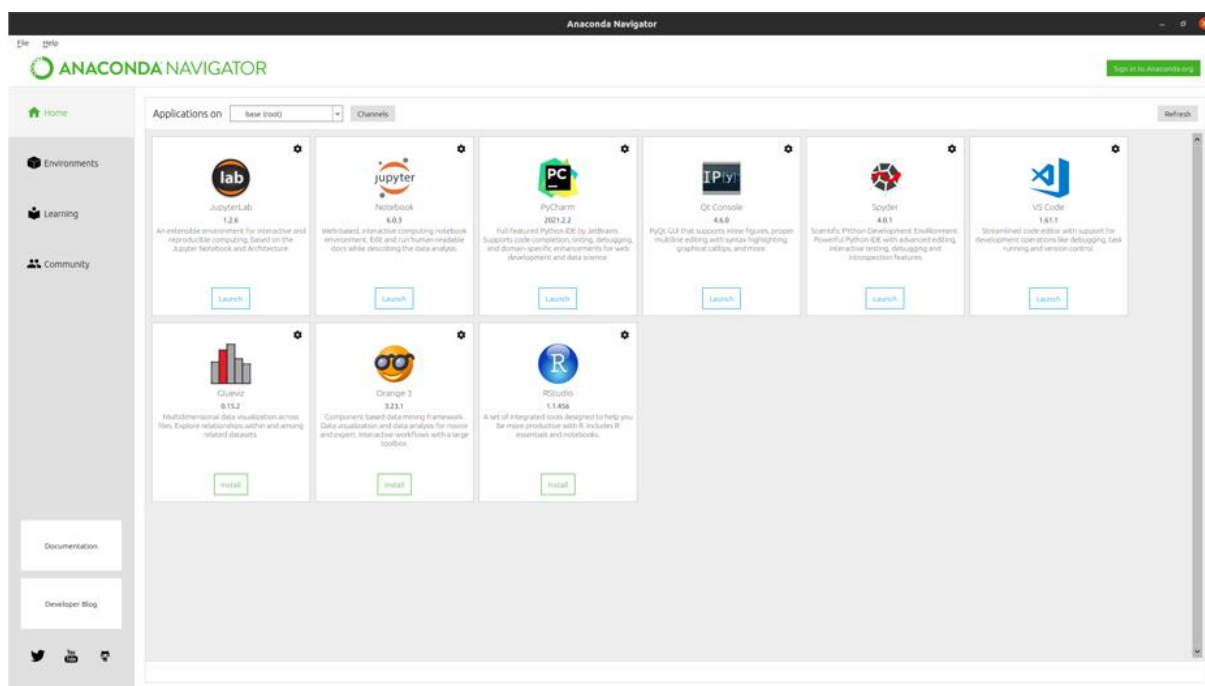 Anaconda Navigator
File Help
ANACONDA NAVIGATOR
Sign in to Anaconda.org
Home
Environments
Learning
Community
Documentation
Developer Blog
You
Tube
Applications on base (root) Channels
Refresh
lab
JupyterLab
1.2.6
An extensible environment for interactive and
reproducible computing, based on the
Jupyter Notebook and Architecture.
Launch
jupyter
Notebook
6.0.3
Web-based, interactive computing notebook
environment. Edit and run human-readable
docs while describing the data analysis.
Launch
PC
PyCharm
2021.2.2
Full-featured Python IDE by JetBrains.
Supports code completion, linting, debugging,
and domain-specific enhancements for web
development and data science.
Launch
IP[y]:
Qt Console
4.6.0
PyQt GUI that supports inline figures, proper
multiline editing with syntax highlighting,
graphical calltips, and more.
Launch
Spyder
4.0.1
Scientific PYthon Development EnviRonment.
Powerful Python IDE with advanced editing,
interactive testing, debugging and
introspection features
Launch
VS Code
1.61.1
Streamlined code editor with support for
development operations like debugging, task
running and version control.
Launch
Glueviz
0.15.2
Multidimensional data visualization across
files. Explore relationships within and among
related datasets.
Install
Orange 3
3.23.1
Component based data mining framework.
Data visualization and data analysis for novice
and expert. Interactive workflows with a large
toolbox.
Install
R
RStudio
1.1.456
A set of integrated tools designed to help you
be more productive with R. Includes R
essentials and notebooks.
Install